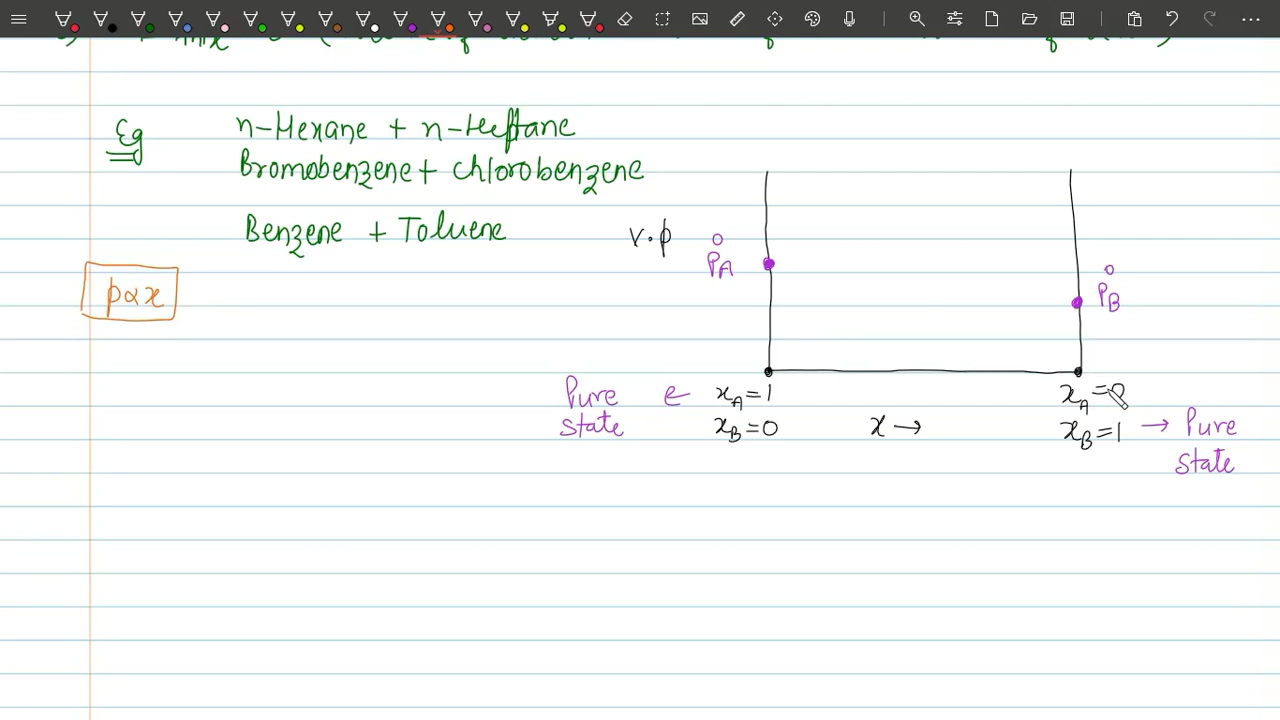 Eg
n-Hexane + n-Heptane
Bromobenzene + chlorobenzene
Benzene + Toluene
p∝x
v.p
p°A
p°B
Pure state ← xA=1
xB=0
x→
xA=0
xB=1 → Pure state